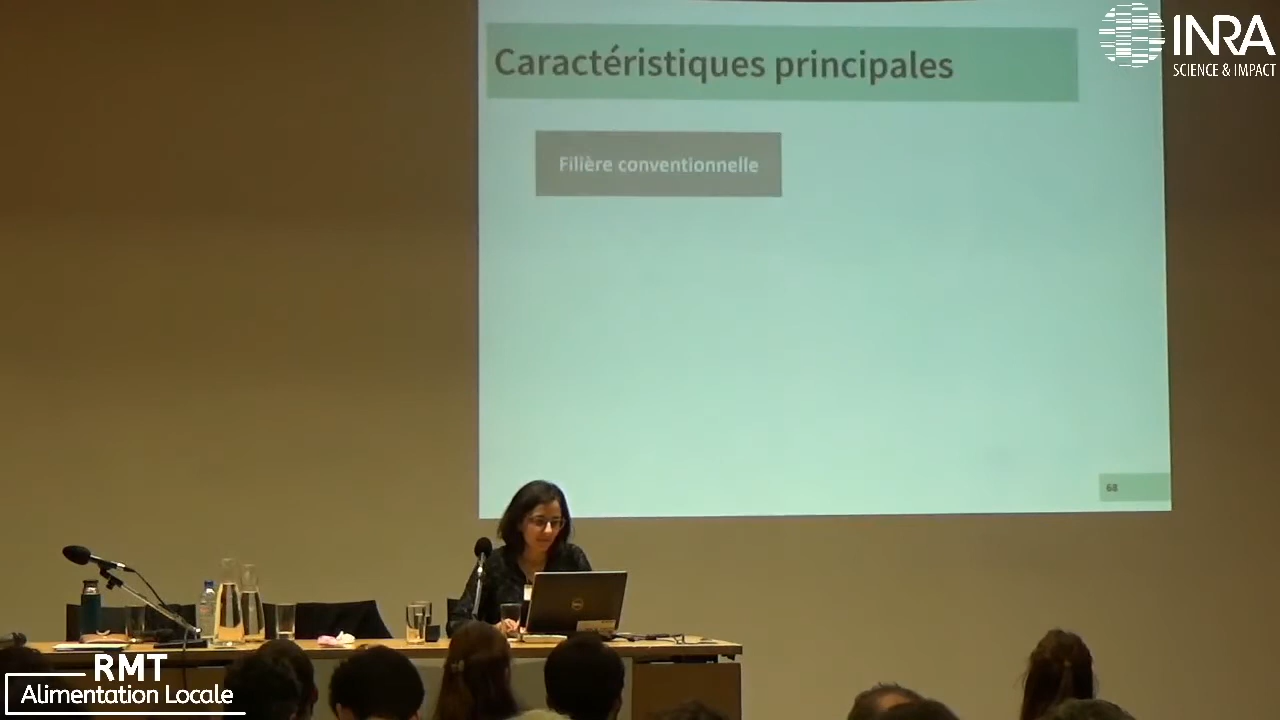 Caractéristiques principales
INRA
SCIENCE & IMPACT
Filière conventionnelle
68
RMT
Alimentation Locale